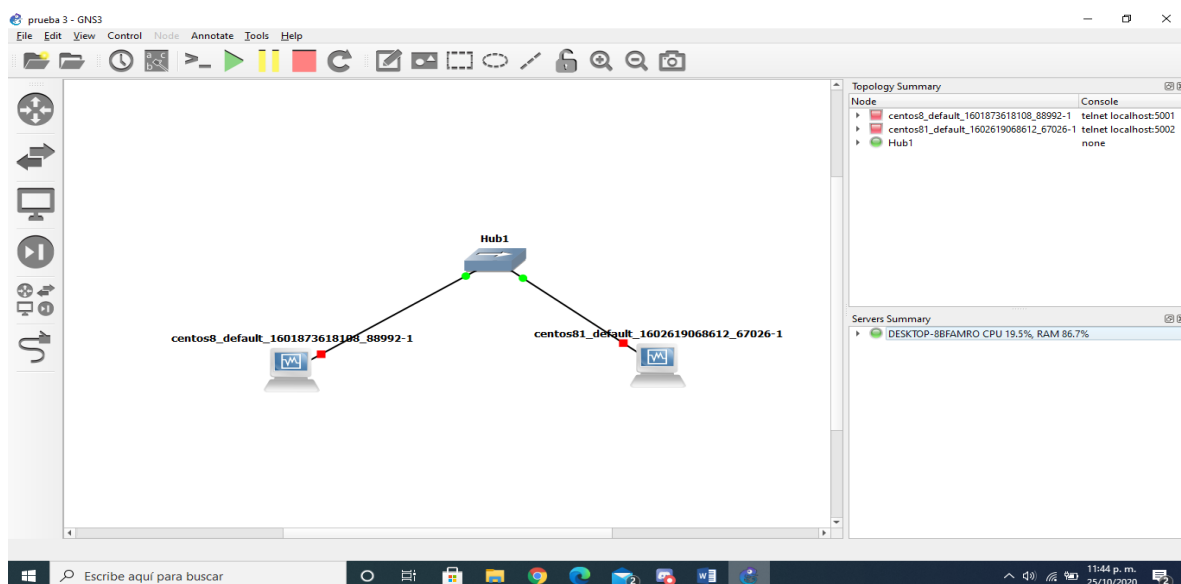 prueba 3 - GNS3
File Edit View Control Node Annotate Tools Help
Topology Summary
Node Console
centos8_default_1601873618108_88992-1 telnet localhost:5001
centos81_default_1602619068612_67026-1 telnet localhost:5002
Hub1 none
Hub1
centos8_default_1601873618108_88992-1
centos81_default_1602619068612_67026-1
Servers Summary
DESKTOP-8BFAMRO CPU 19.5%, RAM 86.7%
Escribe aquí para buscar
11:44 p. m.
25/10/2020
2
2